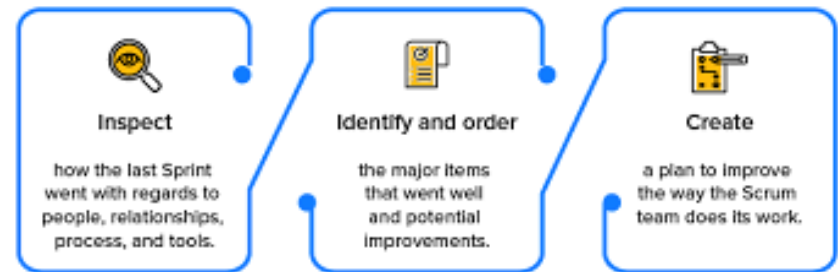 Inspect
how the last Sprint
went with regards to
people, relationships,
process, and tools.
Identify and order
the major items
that went well
and potential
improvements.
Create
a plan to improve
the way the Scrum
team does its work.